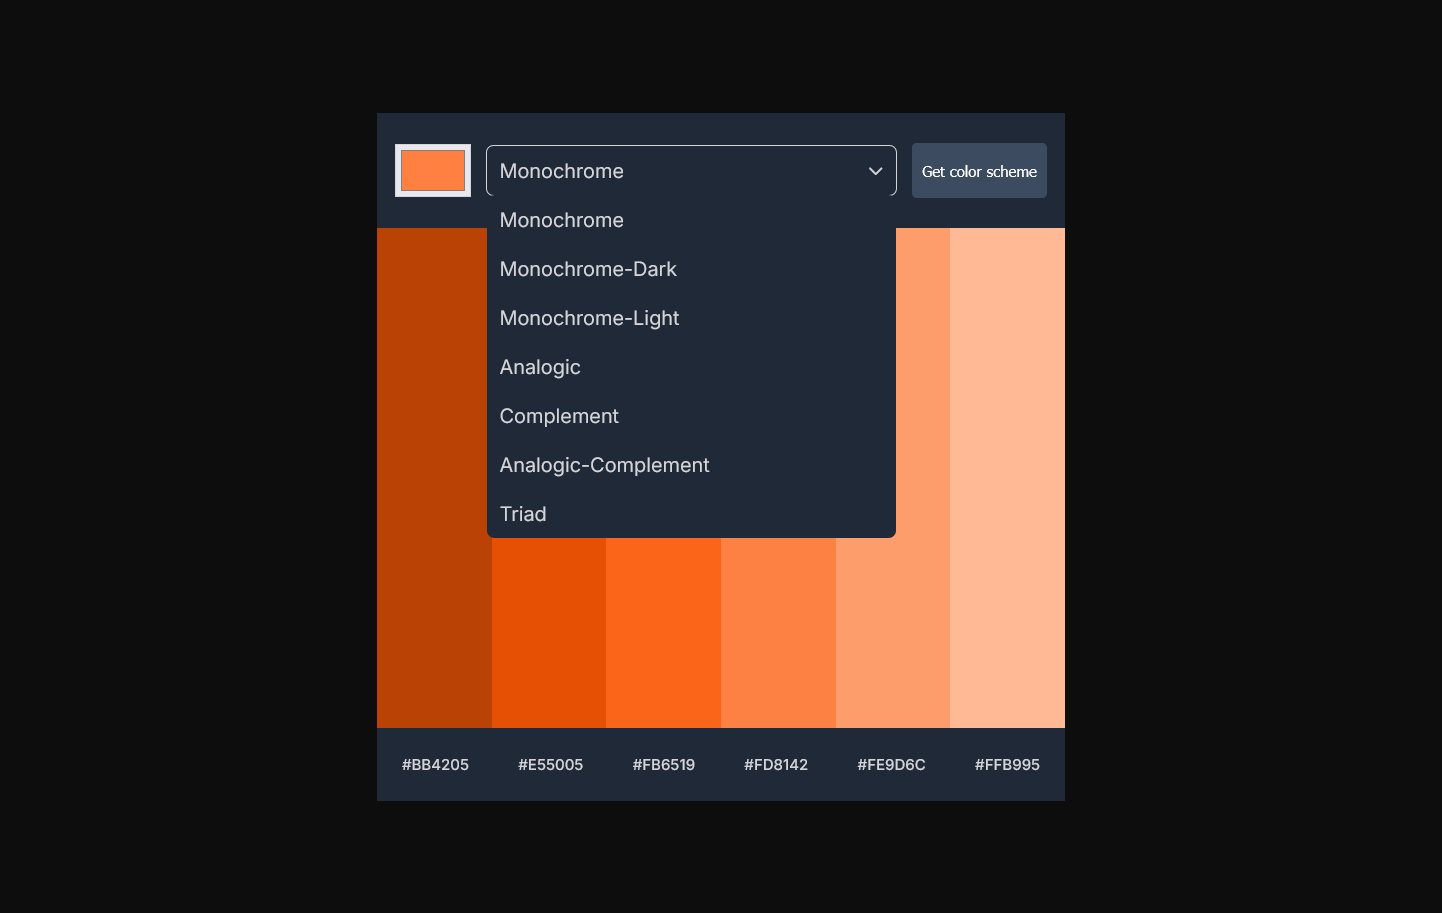 Monochrome
Get color scheme
Monochrome
Monochrome-Dark
Monochrome-Light
Analogic
Complement
Analogic-Complement
Triad
#BB4205 #E55005 #FB6519 #FD8142 #FE9D6C #FFB995